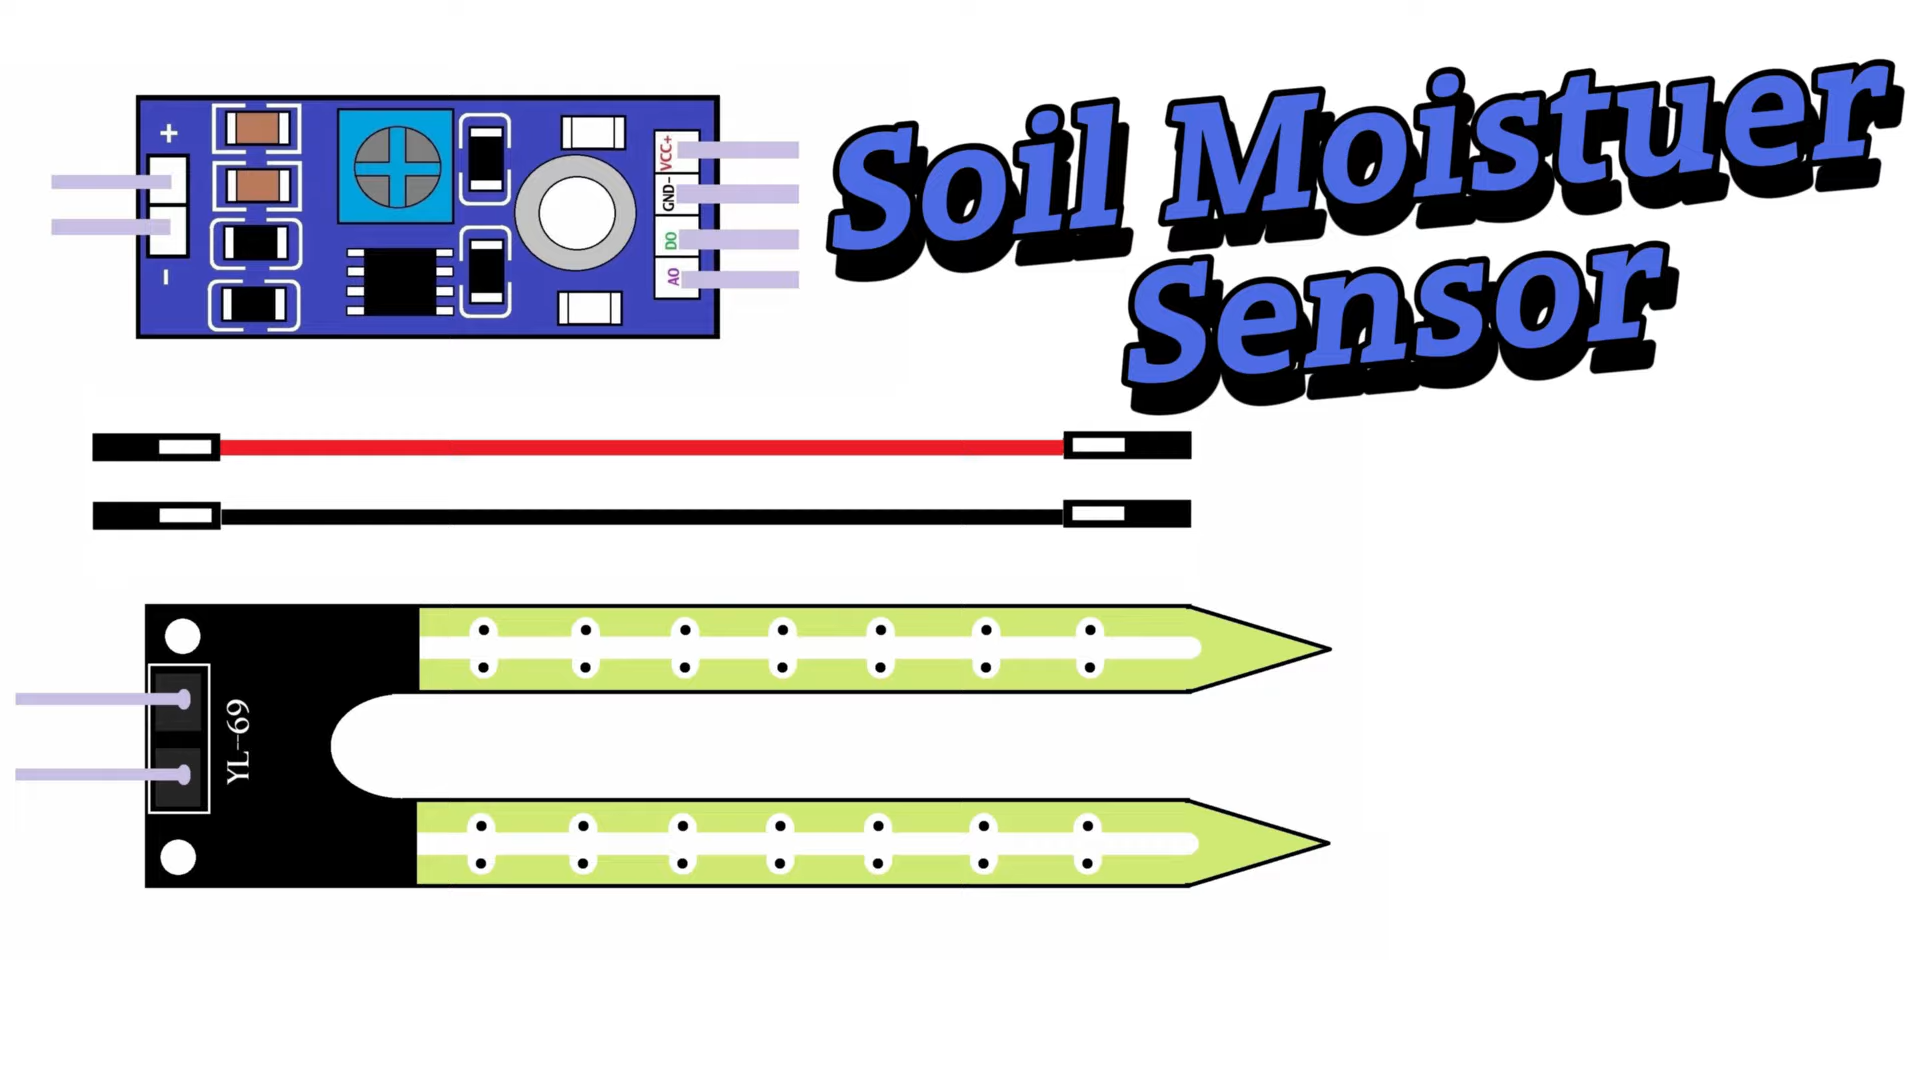 Soil Moistuer
Sensor
+
-
VCC+
GND-
DO
AO
YL-69